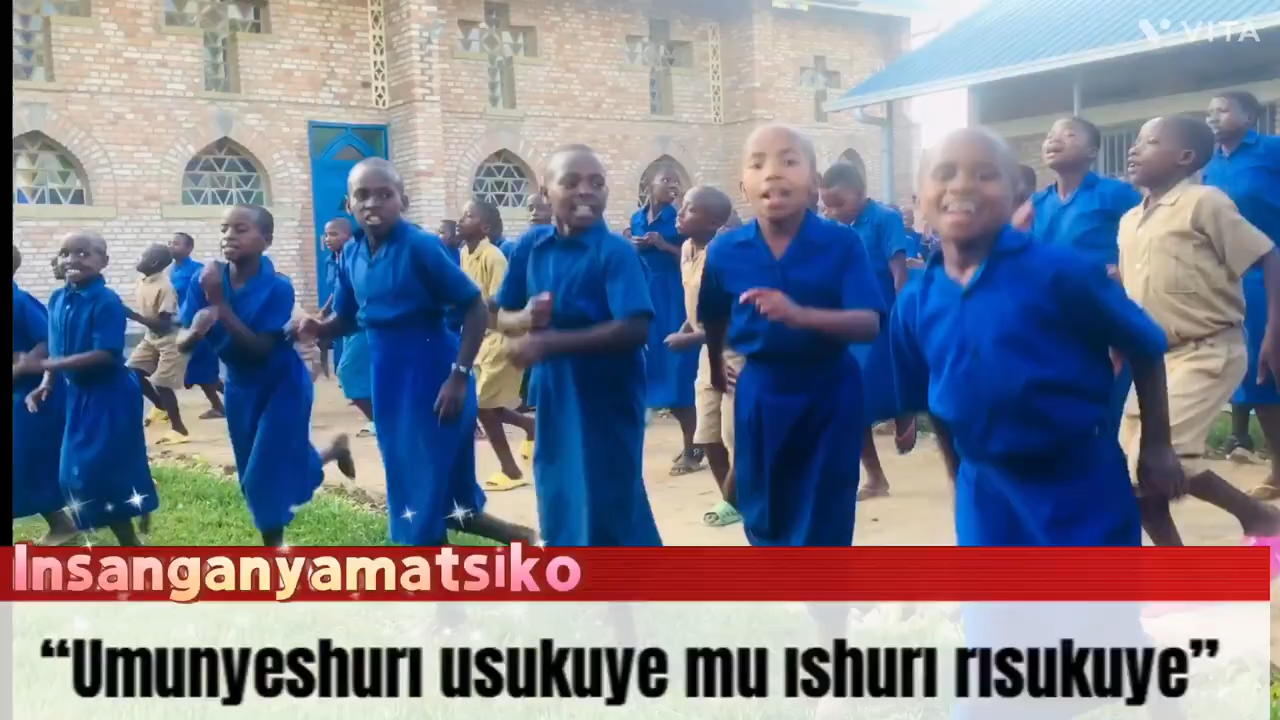 VITA
Insanganyamatsiko
“Umunyeshuri usukuye mu ishuri risukuye”